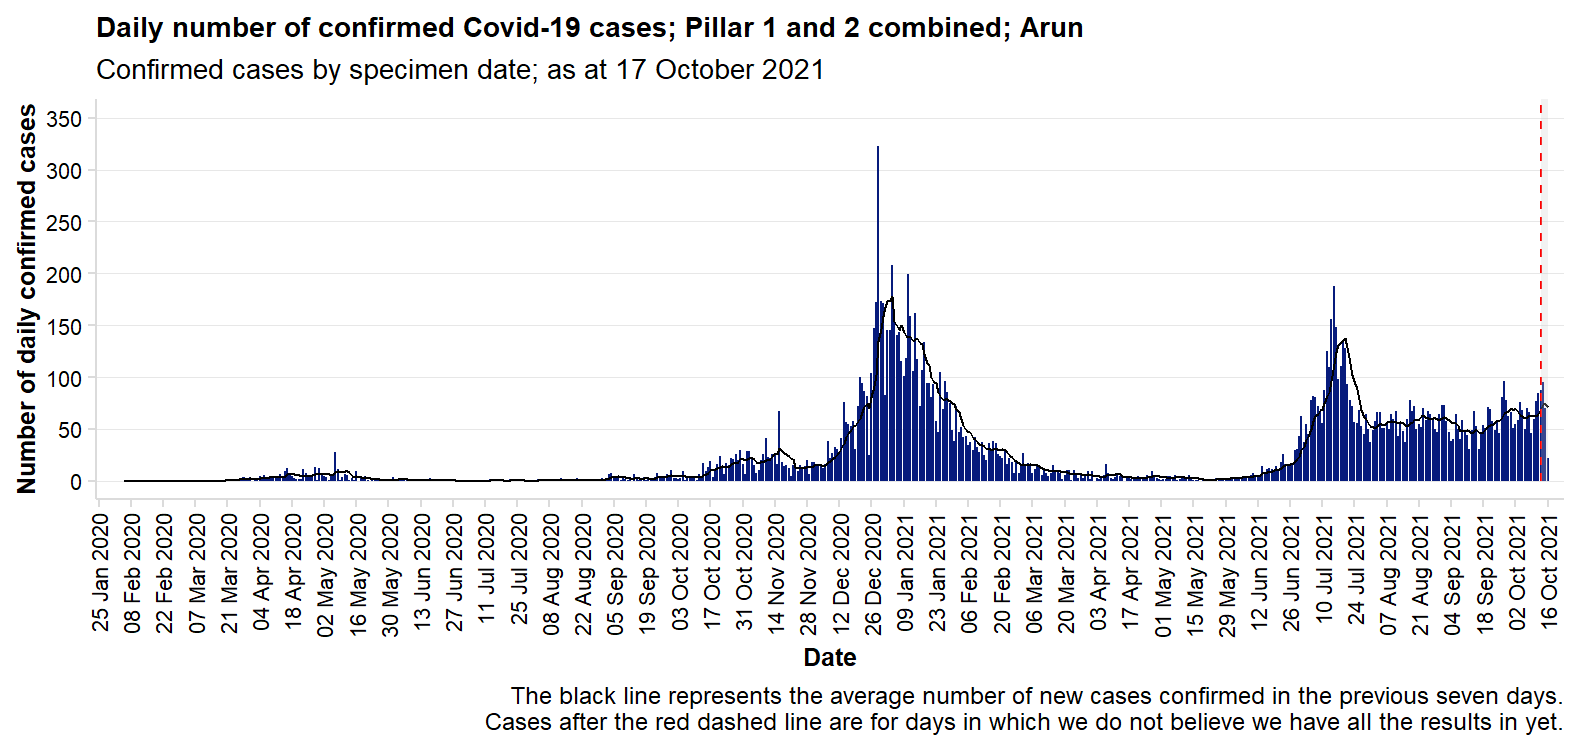 Daily number of confirmed Covid-19 cases; Pillar 1 and 2 combined; Arun
Confirmed cases by specimen date; as at 17 October 2021
Number of daily confirmed cases
350
300
250
200
150
100
50
0
25 Jan 2020
08 Feb 2020
22 Feb 2020
07 Mar 2020
21 Mar 2020
04 Apr 2020
18 Apr 2020
02 May 2020
16 May 2020
30 May 2020
13 Jun 2020
27 Jun 2020
11 Jul 2020
25 Jul 2020
08 Aug 2020
22 Aug 2020
05 Sep 2020
19 Sep 2020
03 Oct 2020
17 Oct 2020
31 Oct 2020
14 Nov 2020
28 Nov 2020
12 Dec 2020
26 Dec 2020
09 Jan 2021
23 Jan 2021
06 Feb 2021
20 Feb 2021
06 Mar 2021
20 Mar 2021
03 Apr 2021
17 Apr 2021
01 May 2021
15 May 2021
29 May 2021
12 Jun 2021
26 Jun 2021
10 Jul 2021
24 Jul 2021
07 Aug 2021
21 Aug 2021
04 Sep 2021
18 Sep 2021
02 Oct 2021
16 Oct 2021
Date
The black line represents the average number of new cases confirmed in the previous seven days.
Cases after the red dashed line are for days in which we do not believe we have all the results in yet.